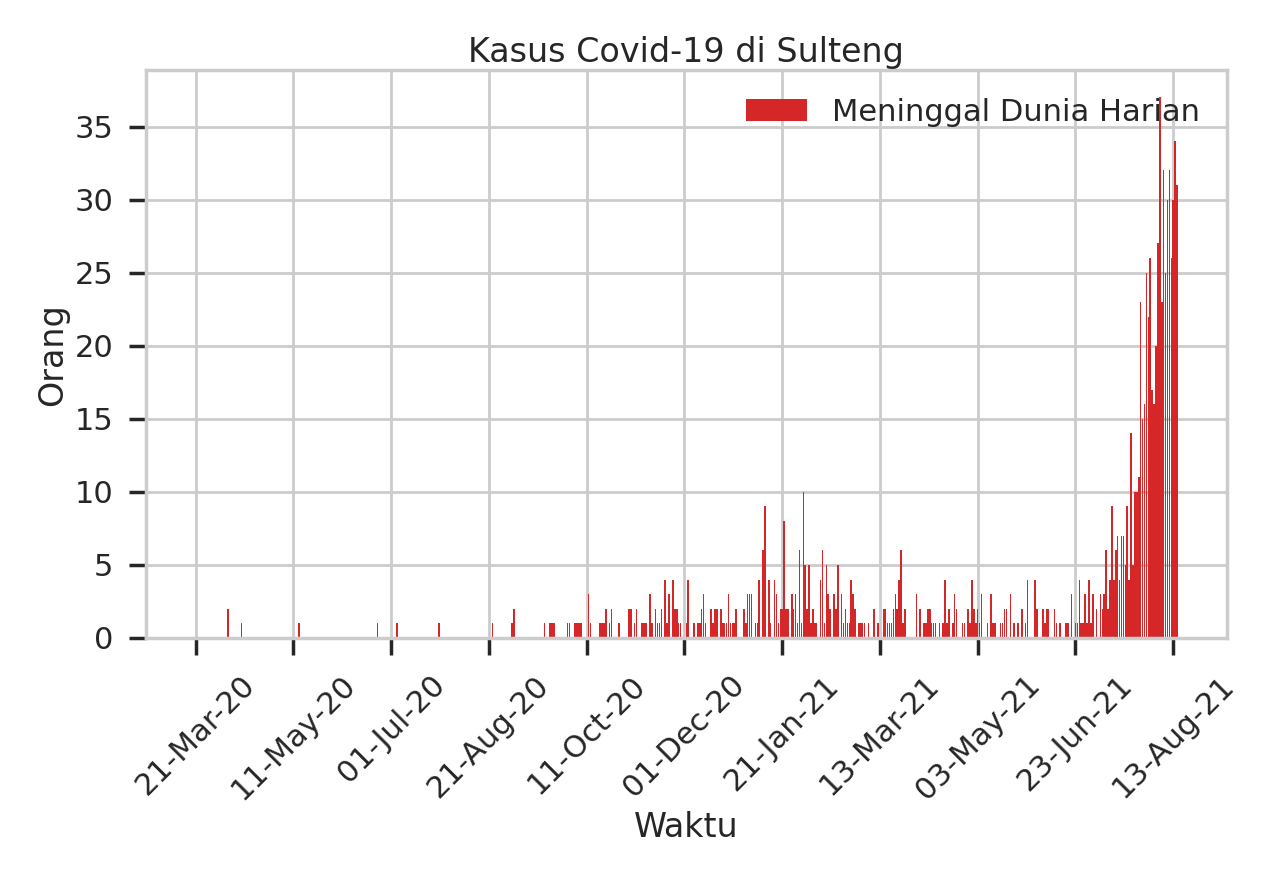 Kasus Covid-19 di Sulteng
Meninggal Dunia Harian
35
30
25
20
15
10
5
0
Orang
21-Mar-20
11-May-20
01-Jul-20
21-Aug-20
11-Oct-20
01-Dec-20
21-Jan-21
13-Mar-21
03-May-21
23-Jun-21
13-Aug-21
Waktu